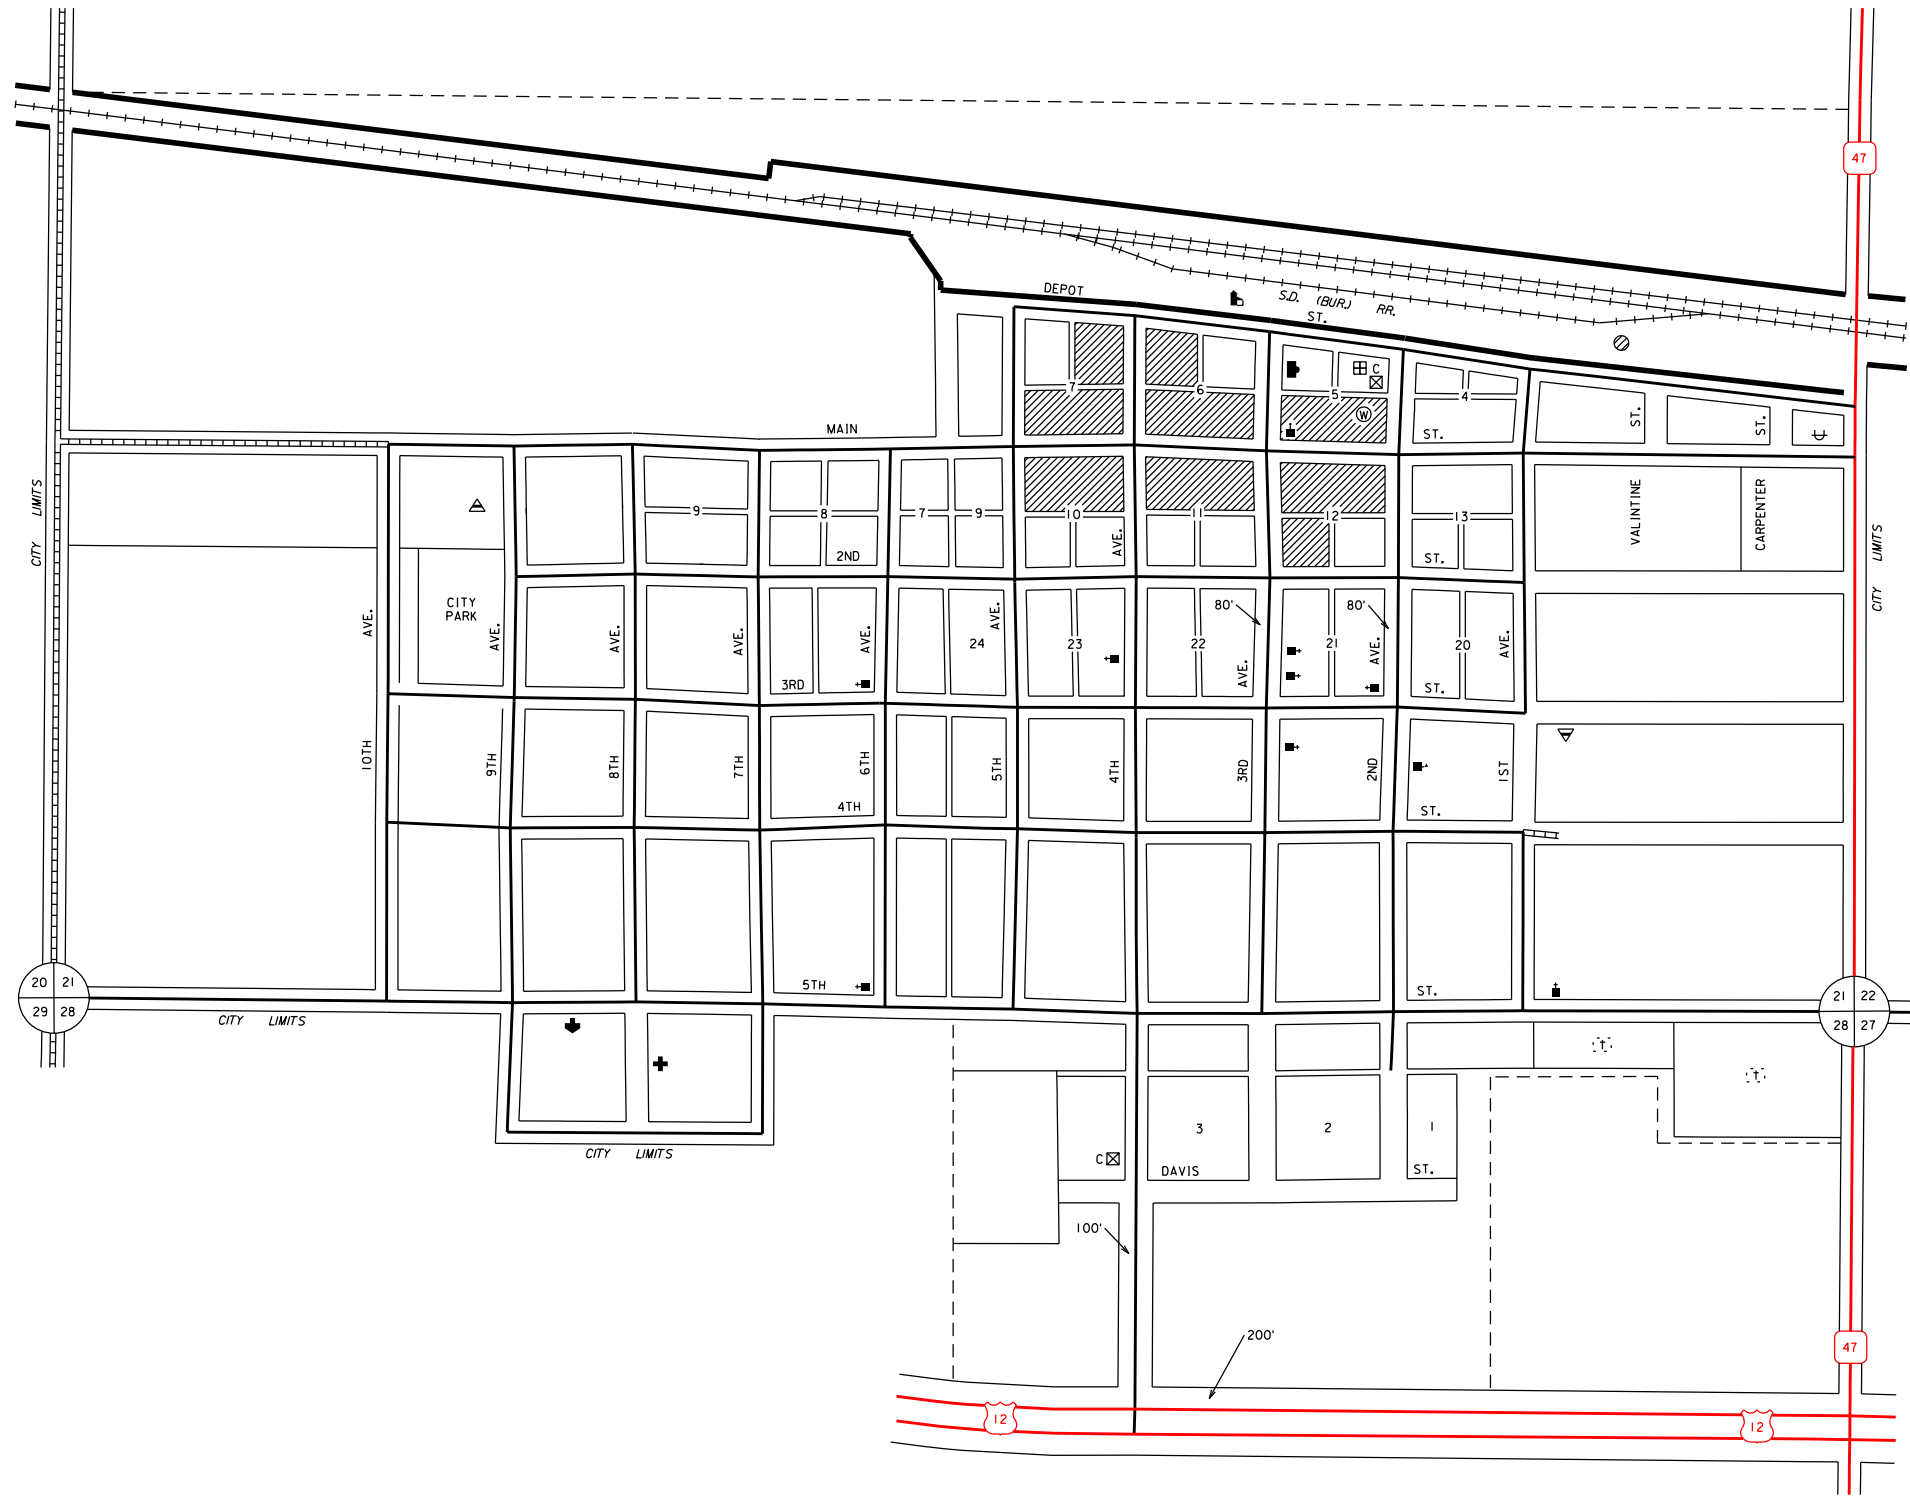 47
DEPOT
S.D. (BUR.) RR.
ST.
7
6
5
C
4
W
MAIN
ST.
ST.
ST.
CITY LIMITS
9
8
7
9
10
11
12
13
AVE.
2ND
ST.
VALINTINE
CARPENTER
CITY LIMITS
CITY
PARK
AVE.
AVE.
AVE.
AVE.
AVE.
AVE.
24
23
22
AVE.
80'
21
80'
AVE.
20
AVE.
3RD
ST.
10TH
9TH
8TH
7TH
6TH
5TH
4TH
3RD
2ND
1ST
4TH
ST.
5TH
ST.
20 21
29 28
21 22
28 27
CITY LIMITS
CITY LIMITS
3
2
1
C
DAVIS
ST.
100'
200'
47
12
12